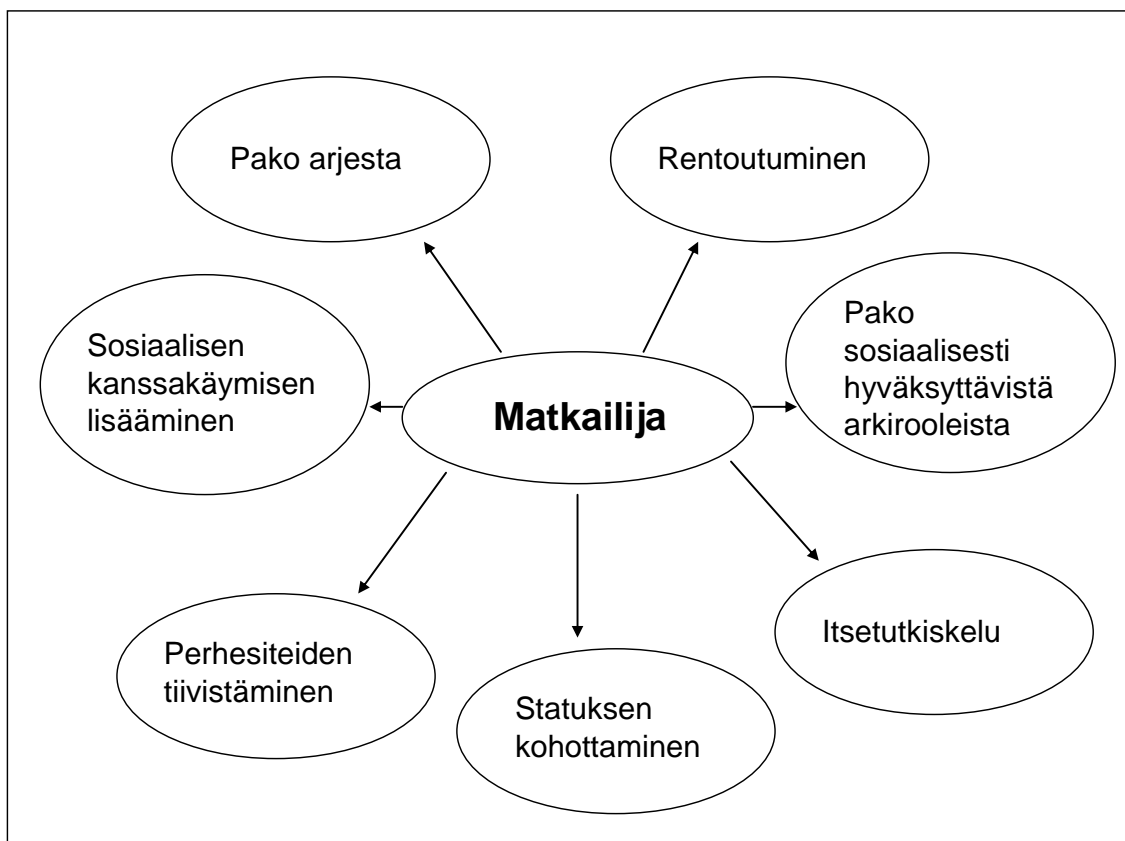 Pako arjesta
Rentoutuminen
Sosiaalisen
kanssakäymisen
lisääminen
Matkailija
Pako
sosiaalisesti
hyväksyttävistä
arkirooleista
Perhesiteiden
tiivistäminen
Statuksen
kohottaminen
Itsetutkiskelu